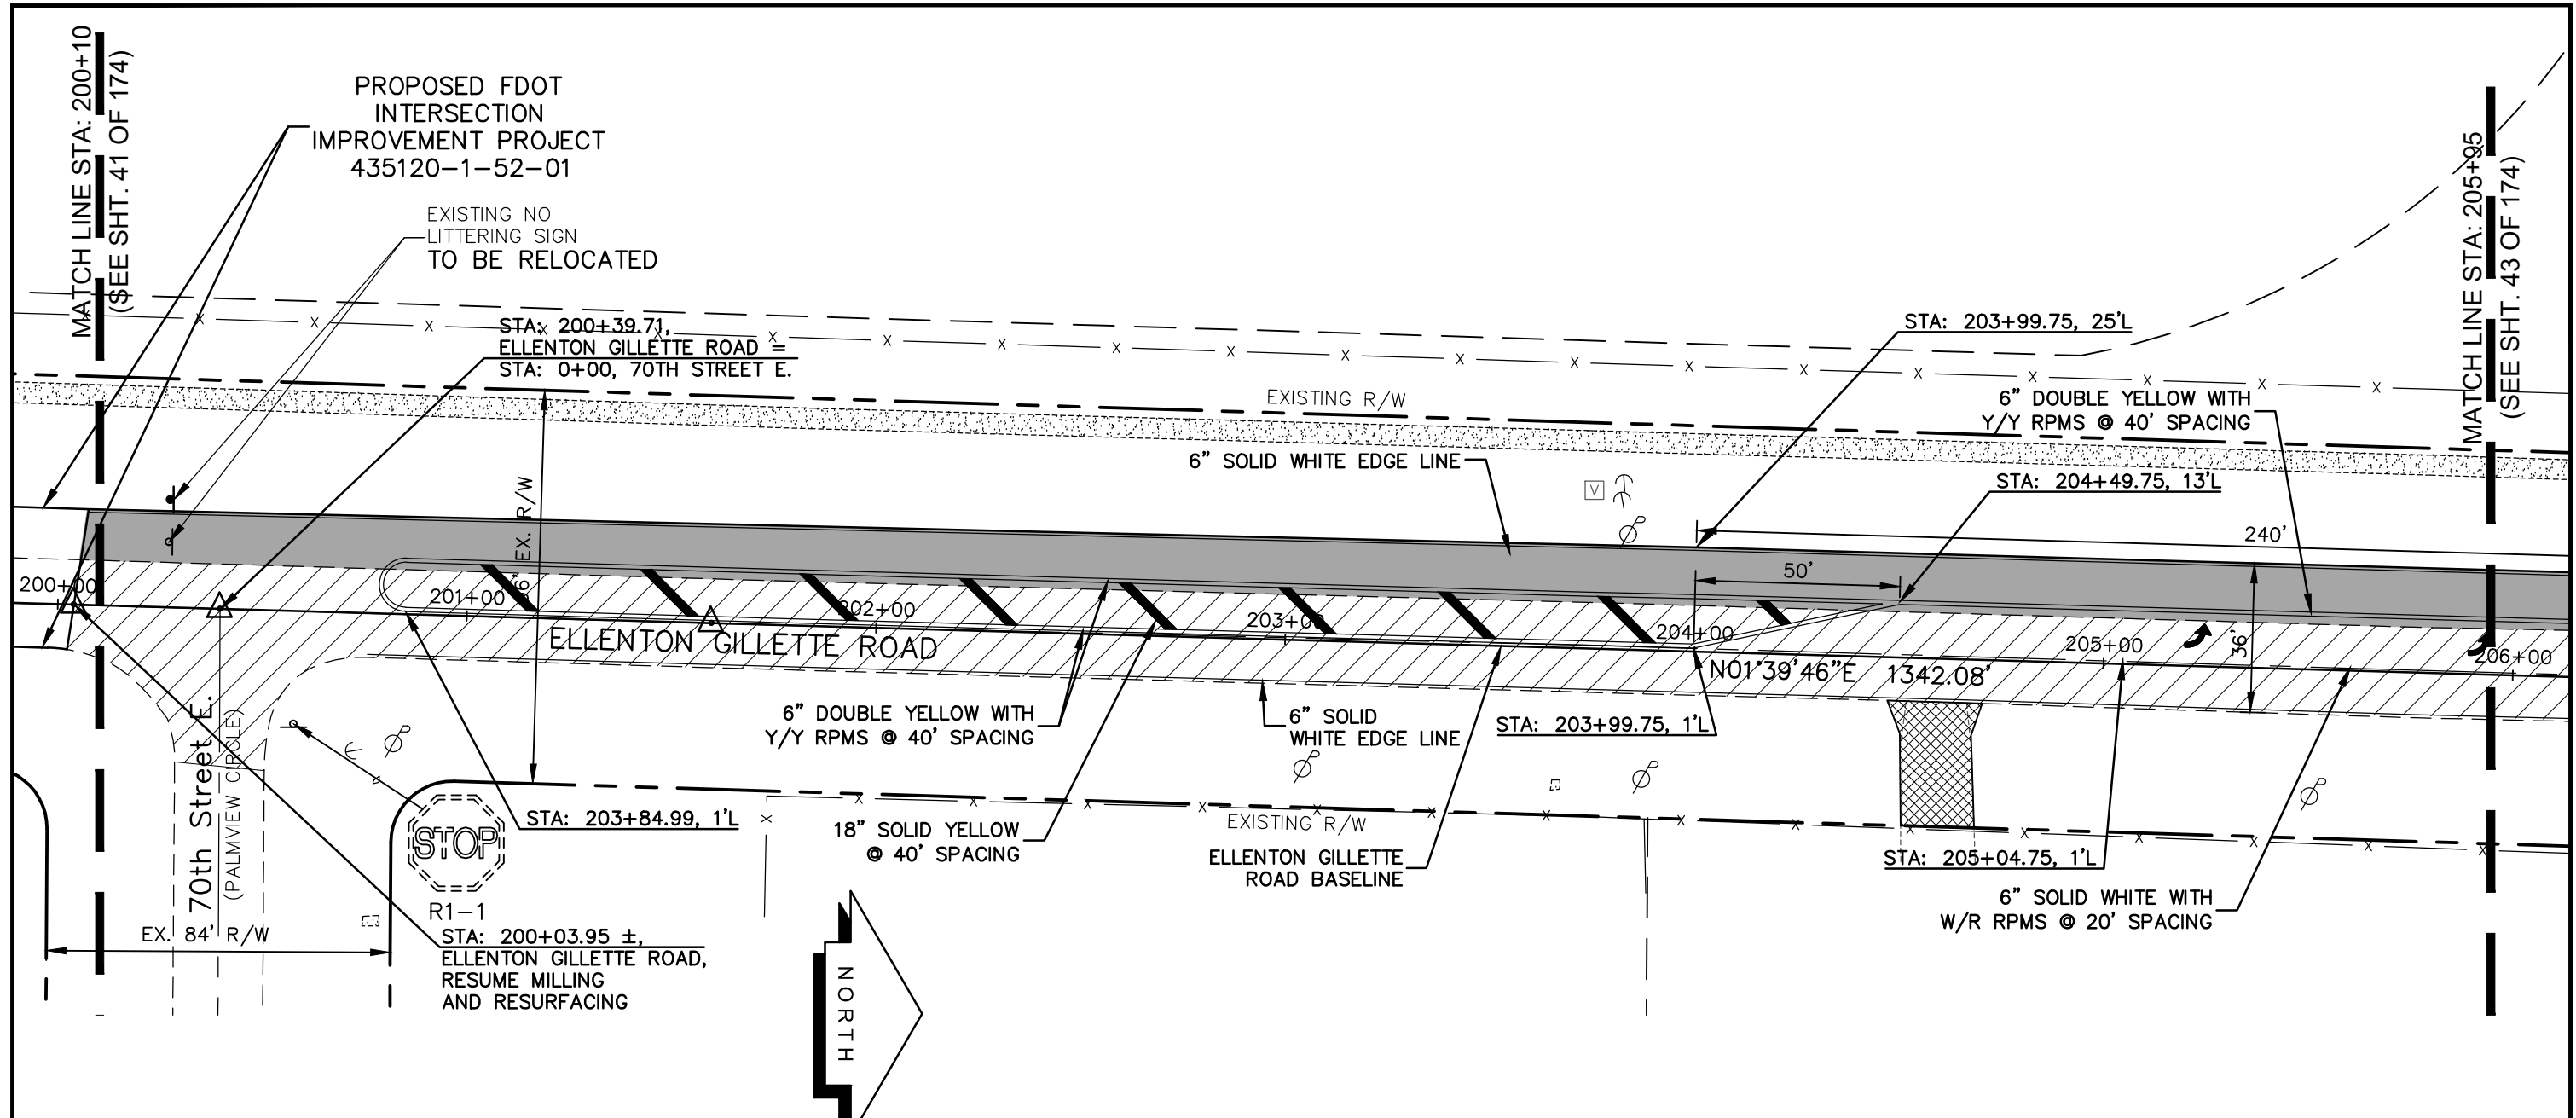 MATCH LINE STA: 200+10
(SEE SHT. 41 OF 174)
PROPOSED FDOT
INTERSECTION
IMPROVEMENT PROJECT
435120-1-52-01
EXISTING NO
LITTERING SIGN
TO BE RELOCATED
STA: 200+39.71,
ELLENTON GILLETTE ROAD =
STA: 0+00, 70TH STREET E.
EXISTING R/W
6" SOLID WHITE EDGE LINE
STA: 203+99.75, 25'L
6" DOUBLE YELLOW WITH
Y/Y RPMS @ 40' SPACING
STA: 204+49.75, 13'L
MATCH LINE STA: 205+95
(SEE SHT. 43 OF 174)
V
240'
50'
36'
EX. R/W
200+00
201+00
202+00
203+00
204+00
205+00
206+00
ELLENTON GILLETTE ROAD
N01°39'46"E 1342.08'
6" DOUBLE YELLOW WITH
Y/Y RPMS @ 40' SPACING
6" SOLID
WHITE EDGE LINE
STA: 203+99.75, 1'L
STA: 203+84.99, 1'L
18" SOLID YELLOW
@ 40' SPACING
EXISTING R/W
ELLENTON GILLETTE
ROAD BASELINE
STA: 205+04.75, 1'L
6" SOLID WHITE WITH
W/R RPMS @ 20' SPACING
70th Street E.
(PALMVIEW CIRCLE)
EX. 84' R/W
STOP
R1-1
STA: 200+03.95 ±,
ELLENTON GILLETTE ROAD,
RESUME MILLING
AND RESURFACING
NORTH